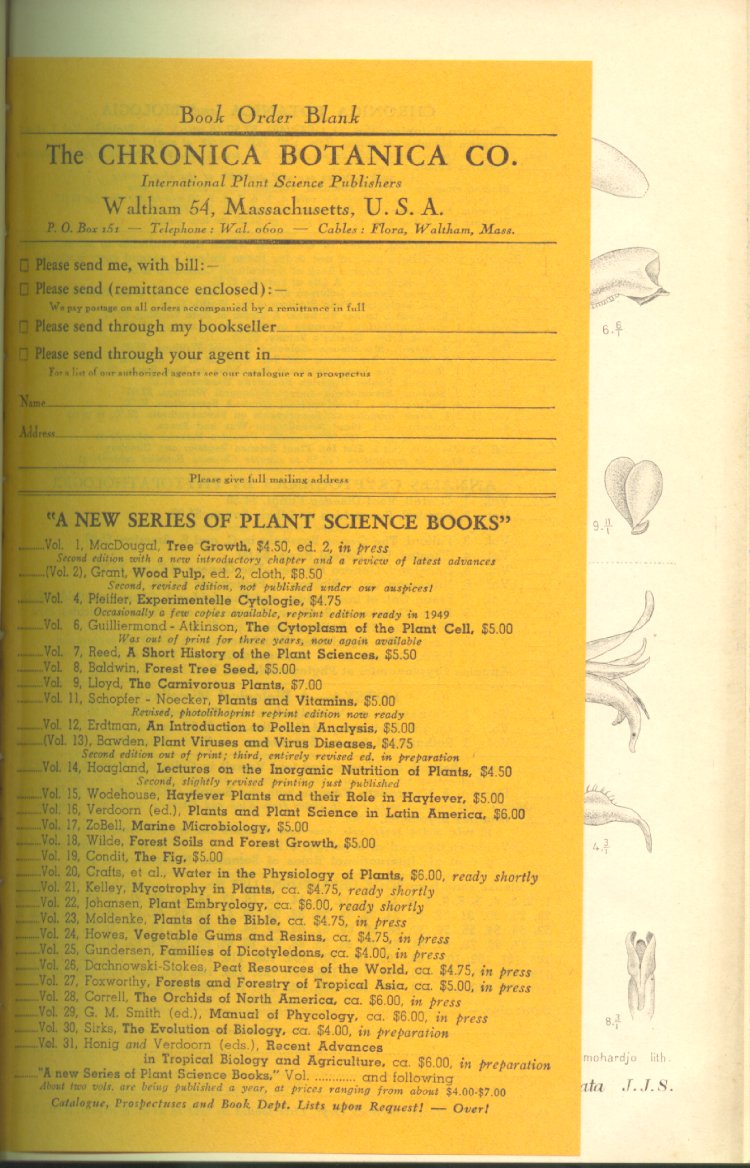 Book Order Blank
The CHRONICA BOTANICA CO.
International Plant Science Publishers
Waltham 54, Massachusetts, U. S. A.
P. O. Box 151 — Telephone : Wal. 0600 — Cables : Flora, Waltham, Mass.
Please send me, with bill:—
Please send (remittance enclosed):—
We pay postage on all orders accompanied by a remittance in full
Please send through my bookseller
Please send through your agent in
For a list of our authorized agents see our catalogue or a prospectus
Name
Address
Please give full mailing address
"A NEW SERIES OF PLANT SCIENCE BOOKS"
.........Vol. 1, MacDougal, Tree Growth, $4.50, ed. 2, in press
Second edition with a new introductory chapter and a review of latest advances
.........(Vol. 2), Grant, Wood Pulp, ed. 2, cloth, $8.50
Second, revised edition, not published under our auspices!
.........Vol. 4, Pfeiffer, Experimentelle Cytologie, $4.75
Occasionally a few copies available, reprint edition ready in 1949
.........Vol. 6, Guilliermond - Atkinson, The Cytoplasm of the Plant Cell, $5.00
Was out of print for three years, now again available
.........Vol. 7, Reed, A Short History of the Plant Sciences, $5.50
.........Vol. 8, Baldwin, Forest Tree Seed, $5.00
.........Vol. 9, Lloyd, The Carnivorous Plants, $7.00
.........Vol. 11, Schopfer - Noecker, Plants and Vitamins, $5.00
Revised, photolithoprint reprint edition now ready
.........Vol. 12, Erdtman, An Introduction to Pollen Analysis, $5.00
.........(Vol. 13), Bawden, Plant Viruses and Virus Diseases, $4.75
Second edition out of print; third, entirely revised ed. in preparation
.........Vol. 14, Hoagland, Lectures on the Inorganic Nutrition of Plants, $4.50
Second, slightly revised printing just published
.........Vol. 15, Wodehouse, Hayfever Plants and their Role in Hayfever, $5.00
.........Vol. 16, Verdoorn (ed.), Plants and Plant Science in Latin America, $6.00
.........Vol. 17, ZoBell, Marine Microbiology, $5.00
.........Vol. 18, Wilde, Forest Soils and Forest Growth, $5.00
.........Vol. 19, Condit, The Fig, $5.00
.........Vol. 20, Crafts, et al., Water in the Physiology of Plants, $6.00, ready shortly
.........Vol. 21, Kelley, Mycotrophy in Plants, ca. $4.75, ready shortly
.........Vol. 22, Johansen, Plant Embryology, ca. $6.00, ready shortly
.........Vol. 23, Moldenke, Plants of the Bible, ca. $4.75, in press
.........Vol. 24, Howes, Vegetable Gums and Resins, ca. $4.75, in press
.........Vol. 25, Gundersen, Families of Dicotyledons, ca. $4.00, in press
.........Vol. 26, Dachnowski-Stokes, Peat Resources of the World, ca. $4.75, in press
.........Vol. 27, Foxworthy, Forests and Forestry of Tropical Asia, ca. $5.00, in press
.........Vol. 28, Correll, The Orchids of North America, ca. $6.00, in press
.........Vol. 29, G. M. Smith (ed.), Manual of Phycology, ca. $6.00, in press
.........Vol. 30, Sirks, The Evolution of Biology, ca. $4.00, in preparation
.........Vol. 31, Honig and Verdoorn (eds.), Recent Advances
in Tropical Biology and Agriculture, ca. $6.00, in preparation
.........."A new Series of Plant Science Books," Vol. ............ and following
About two vols. are being published a year, at prices ranging from about $4.00-$7.00
Catalogue, Prospectuses and Book Dept. Lists upon Request! — Over!
6. 6/1
9. 11/1
4. 3/1
8. 3/1
mohardjo lith.
ata J.J.S.